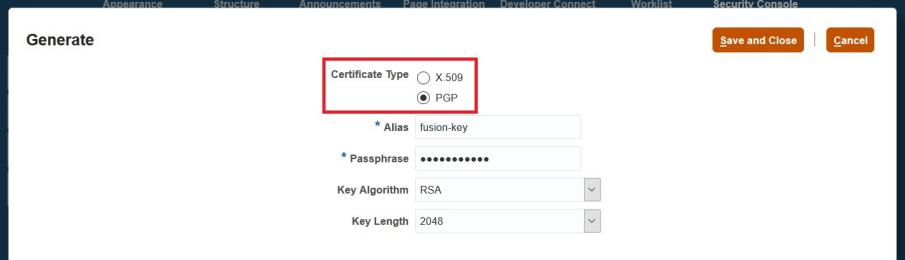 Appearance Structure Announcements Page Integration Developer Connect Worklist Security Console
Generate
Save and Close Cancel
Certificate Type X.509
PGP
* Alias fusion-key
* Passphrase •••••••••••
Key Algorithm RSA
Key Length 2048